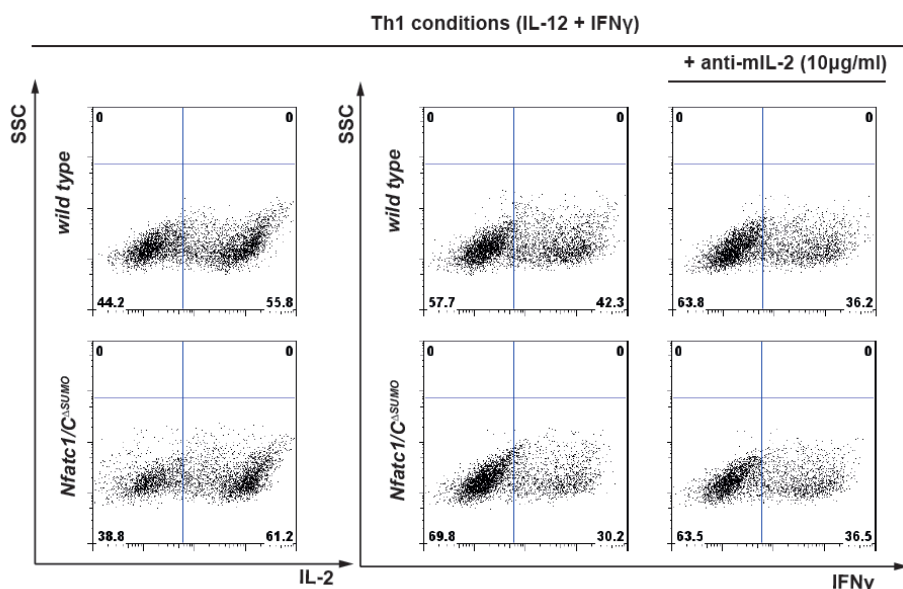 Th1 conditions (IL-12 + IFNγ)
+ anti-mIL-2 (10µg/ml)
SSC
SSC
wild type
0 0
44.2 55.8
wild type
0 0
57.7 42.3
0 0
63.8 36.2
Nfatc1/C^ΔSUMO
0 0
38.8 61.2
Nfatc1/C^ΔSUMO
0 0
69.8 30.2
0 0
63.5 36.5
IL-2
IFNγ